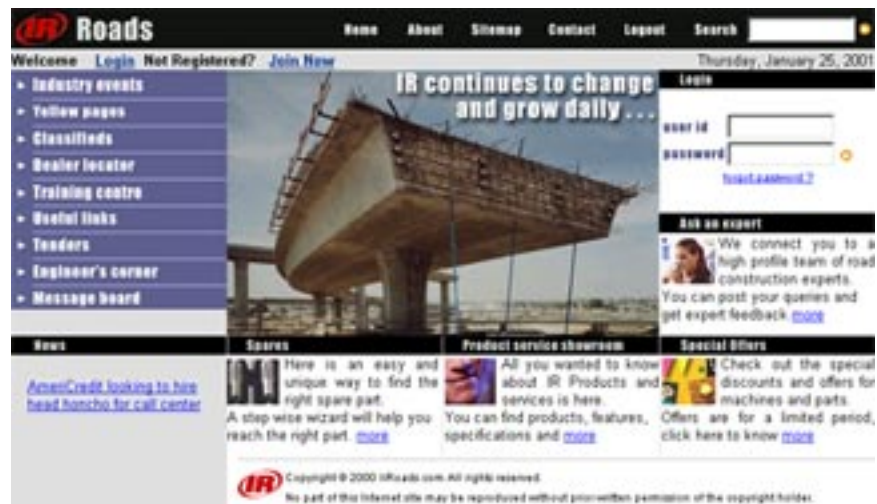 IR Roads
Home About Sitemap Contact Logout Search
Welcome Login Not Registered? Join Now Thursday, January 25, 2001
Industry events
Yellow pages
Classifieds
Dealer locator
Training centre
Useful links
Tenders
Engineer's corner
Message board
IR continues to change
and grow daily . . .
Login
user id
password
forgot password ?
Ask an expert
We connect you to a
high profile team of road
construction experts.
You can post your queries and
get expert feedback. more
News
AmeriCredit looking to hire
head honcho for call center
Spares
Here is an easy and
unique way to find the
right spare part.
A step wise wizard will help you
reach the right part. more
Product service showroom
All you wanted to know
about IR Products and
services is here.
You can find products, features,
specifications and more
Special Offers
Check out the special
discounts and offers for
machines and parts.
Offers are for a limited period,
click here to know more
IR Copyright © 2000 IRRoads.com All rights reserved.
No part of this Internet site may be reproduced without prior written permission of the copyright holder.